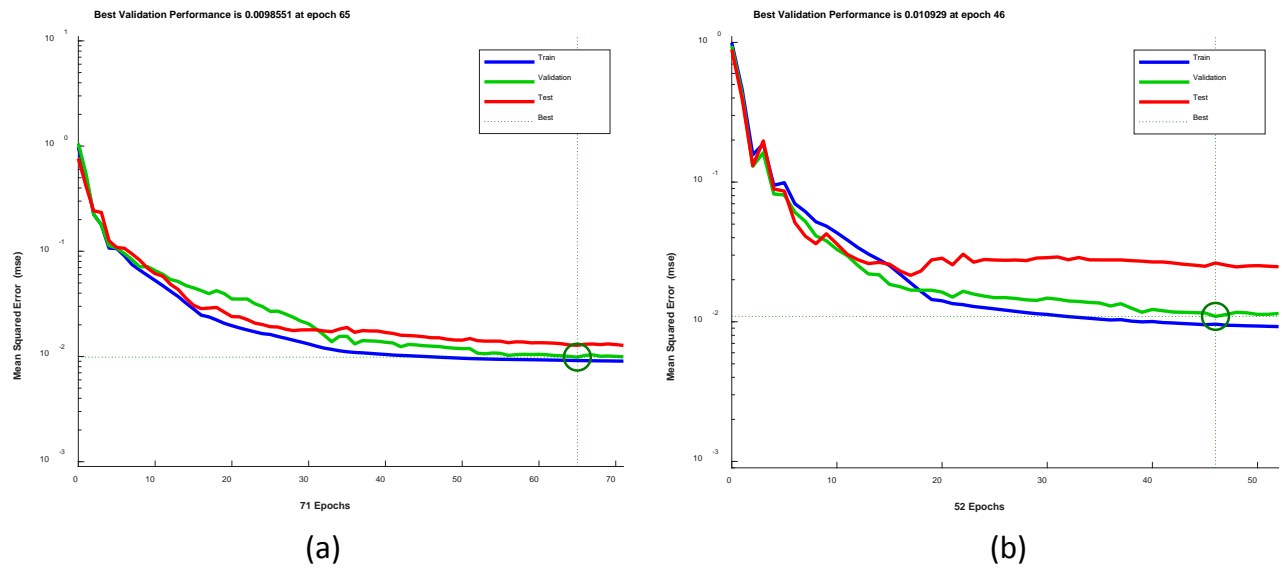 Best Validation Performance is 0.0098551 at epoch 65
10 1
10 0
10 -1
10 -2
10 -3
Mean Squared Error (mse)
Train
Validation
Test
Best
0 10 20 30 40 50 60 70
71 Epochs
(a)
Best Validation Performance is 0.010929 at epoch 46
10 0
10 -1
10 -2
10 -3
Mean Squared Error (mse)
Train
Validation
Test
Best
0 10 20 30 40 50
52 Epochs
(b)